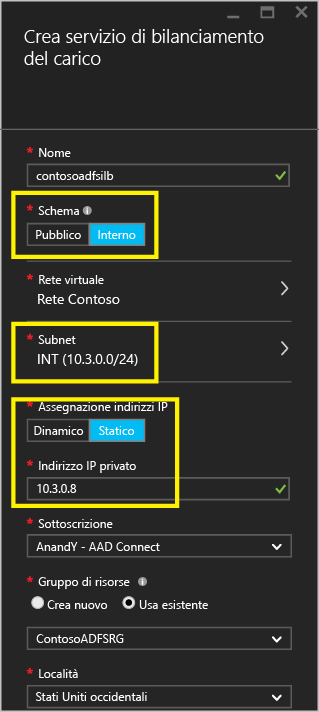 Crea servizio di bilanciamento
del carico
* Nome
contosoadfsilb
* Schema
Pubblico Interno
* Rete virtuale
Rete Contoso
* Subnet
INT (10.3.0.0/24)
* Assegnazione indirizzi IP
Dinamico Statico
* Indirizzo IP privato
10.3.0.8
* Sottoscrizione
AnandY - AAD Connect
* Gruppo di risorse
Crea nuovo Usa esistente
ContosoADFSRG
* Località
Stati Uniti occidentali